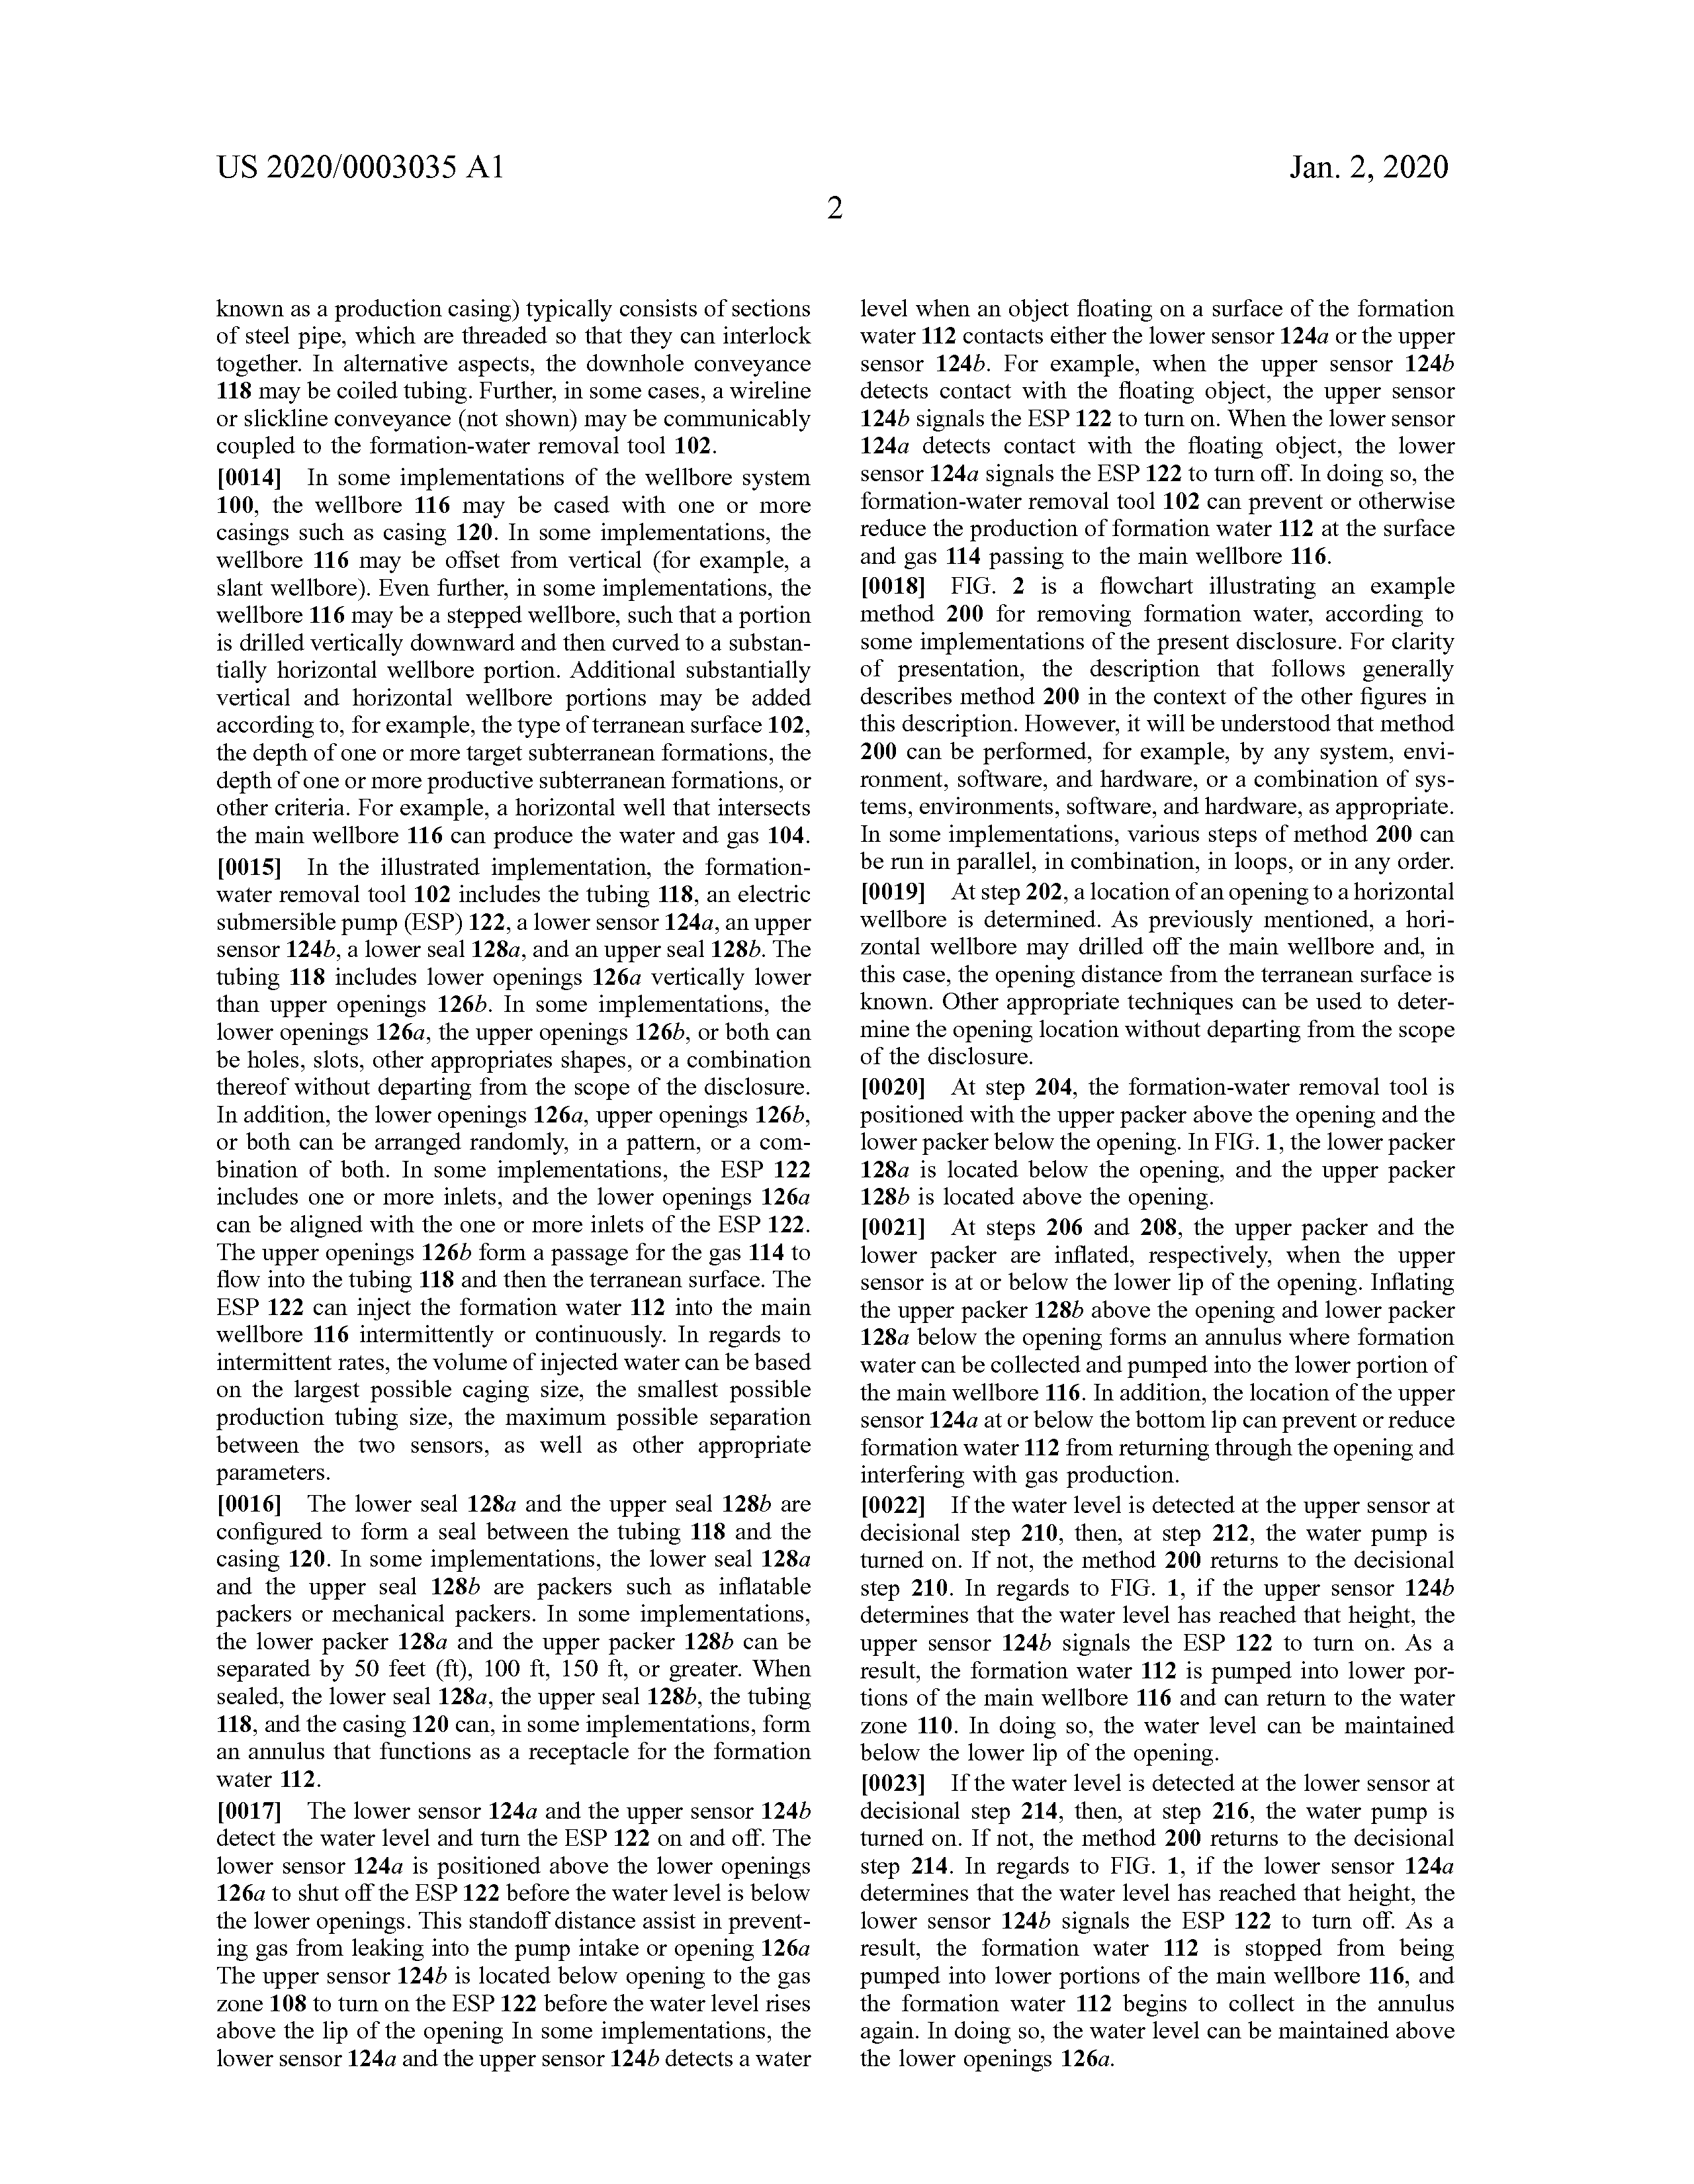 US 2020/0003035 A1
Jan. 2, 2020
2
known as a production casing) typically consists of sections
of steel pipe, which are threaded so that they can interlock
together. In alternative aspects, the downhole conveyance
118 may be coiled tubing. Further, in some cases, a wireline
or slickline conveyance (not shown) may be communicably
coupled to the formation-water removal tool 102.
[0014] In some implementations of the wellbore system
100, the wellbore 116 may be cased with one or more
casings such as casing 120. In some implementations, the
wellbore 116 may be offset from vertical (for example, a
slant wellbore). Even further, in some implementations, the
wellbore 116 may be a stepped wellbore, such that a portion
is drilled vertically downward and then curved to a substan-
tially horizontal wellbore portion. Additional substantially
vertical and horizontal wellbore portions may be added
according to, for example, the type of terranean surface 102,
the depth of one or more target subterranean formations, the
depth of one or more productive subterranean formations, or
other criteria. For example, a horizontal well that intersects
the main wellbore 116 can produce the water and gas 104.
[0015] In the illustrated implementation, the formation-
water removal tool 102 includes the tubing 118, an electric
submersible pump (ESP) 122, a lower sensor 124a, an upper
sensor 124b, a lower seal 128a, and an upper seal 128b. The
tubing 118 includes lower openings 126a vertically lower
than upper openings 126b. In some implementations, the
lower openings 126a, the upper openings 126b, or both can
be holes, slots, other appropriates shapes, or a combination
thereof without departing from the scope of the disclosure.
In addition, the lower openings 126a, upper openings 126b,
or both can be arranged randomly, in a pattern, or a com-
bination of both. In some implementations, the ESP 122
includes one or more inlets, and the lower openings 126a
can be aligned with the one or more inlets of the ESP 122.
The upper openings 126b form a passage for the gas 114 to
flow into the tubing 118 and then the terranean surface. The
ESP 122 can inject the formation water 112 into the main
wellbore 116 intermittently or continuously. In regards to
intermittent rates, the volume of injected water can be based
on the largest possible caging size, the smallest possible
production tubing size, the maximum possible separation
between the two sensors, as well as other appropriate
parameters.
[0016] The lower seal 128a and the upper seal 128b are
configured to form a seal between the tubing 118 and the
casing 120. In some implementations, the lower seal 128a
and the upper seal 128b are packers such as inflatable
packers or mechanical packers. In some implementations,
the lower packer 128a and the upper packer 128b can be
separated by 50 feet (ft), 100 ft, 150 ft, or greater. When
sealed, the lower seal 128a, the upper seal 128b, the tubing
118, and the casing 120 can, in some implementations, form
an annulus that functions as a receptacle for the formation
water 112.
[0017] The lower sensor 124a and the upper sensor 124b
detect the water level and turn the ESP 122 on and off. The
lower sensor 124a is positioned above the lower openings
126a to shut off the ESP 122 before the water level is below
the lower openings. This standoff distance assist in prevent-
ing gas from leaking into the pump intake or opening 126a
The upper sensor 124b is located below opening to the gas
zone 108 to turn on the ESP 122 before the water level rises
above the lip of the opening In some implementations, the
lower sensor 124a and the upper sensor 124b detects a water
level when an object floating on a surface of the formation
water 112 contacts either the lower sensor 124a or the upper
sensor 124b. For example, when the upper sensor 124b
detects contact with the floating object, the upper sensor
124b signals the ESP 122 to turn on. When the lower sensor
124a detects contact with the floating object, the lower
sensor 124a signals the ESP 122 to turn off. In doing so, the
formation-water removal tool 102 can prevent or otherwise
reduce the production of formation water 112 at the surface
and gas 114 passing to the main wellbore 116.
[0018] FIG. 2 is a flowchart illustrating an example
method 200 for removing formation water, according to
some implementations of the present disclosure. For clarity
of presentation, the description that follows generally
describes method 200 in the context of the other figures in
this description. However, it will be understood that method
200 can be performed, for example, by any system, envi-
ronment, software, and hardware, or a combination of sys-
tems, environments, software, and hardware, as appropriate.
In some implementations, various steps of method 200 can
be run in parallel, in combination, in loops, or in any order.
[0019] At step 202, a location of an opening to a horizontal
wellbore is determined. As previously mentioned, a hori-
zontal wellbore may drilled off the main wellbore and, in
this case, the opening distance from the terranean surface is
known. Other appropriate techniques can be used to deter-
mine the opening location without departing from the scope
of the disclosure.
[0020] At step 204, the formation-water removal tool is
positioned with the upper packer above the opening and the
lower packer below the opening. In FIG. 1, the lower packer
128a is located below the opening, and the upper packer
128b is located above the opening.
[0021] At steps 206 and 208, the upper packer and the
lower packer are inflated, respectively, when the upper
sensor is at or below the lower lip of the opening. Inflating
the upper packer 128b above the opening and lower packer
128a below the opening forms an annulus where formation
water can be collected and pumped into the lower portion of
the main wellbore 116. In addition, the location of the upper
sensor 124a at or below the bottom lip can prevent or reduce
formation water 112 from returning through the opening and
interfering with gas production.
[0022] If the water level is detected at the upper sensor at
decisional step 210, then, at step 212, the water pump is
turned on. If not, the method 200 returns to the decisional
step 210. In regards to FIG. 1, if the upper sensor 124b
determines that the water level has reached that height, the
upper sensor 124b signals the ESP 122 to turn on. As a
result, the formation water 112 is pumped into lower por-
tions of the main wellbore 116 and can return to the water
zone 110. In doing so, the water level can be maintained
below the lower lip of the opening.
[0023] If the water level is detected at the lower sensor at
decisional step 214, then, at step 216, the water pump is
turned on. If not, the method 200 returns to the decisional
step 214. In regards to FIG. 1, if the lower sensor 124a
determines that the water level has reached that height, the
lower sensor 124b signals the ESP 122 to turn off. As a
result, the formation water 112 is stopped from being
pumped into lower portions of the main wellbore 116, and
the formation water 112 begins to collect in the annulus
again. In doing so, the water level can be maintained above
the lower openings 126a.